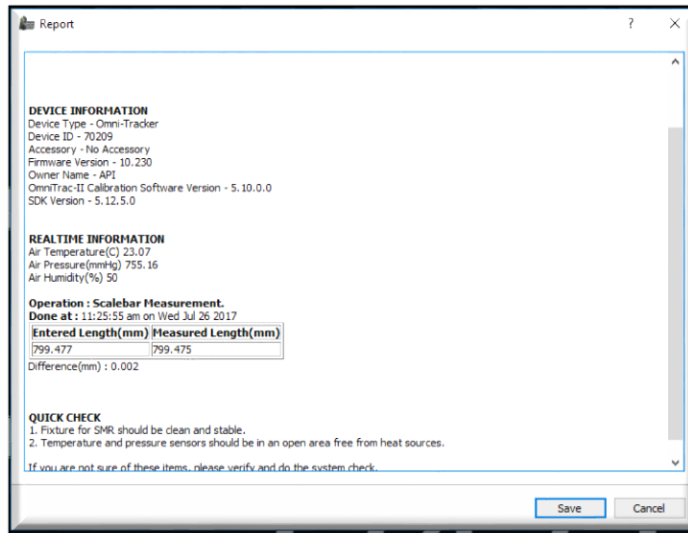 Report
DEVICE INFORMATION
Device Type - Omni-Tracker
Device ID - 70209
Accessory - No Accessory
Firmware Version - 10.230
Owner Name - API
OmniTrac-II Calibration Software Version - 5.10.0.0
SDK Version - 5.12.5.0
REALTIME INFORMATION
Air Temperature(C) 23.07
Air Pressure(mmHg) 755.16
Air Humidity(%) 50
Operation : Scalebar Measurement.
Done at : 11:25:55 am on Wed Jul 26 2017
Entered Length(mm) Measured Length(mm)
799.477 799.475
Difference(mm) : 0.002
QUICK CHECK
1. Fixture for SMR should be clean and stable.
2. Temperature and pressure sensors should be in an open area free from heat sources.
If you are not sure of these items, please verify and do the system check.
Save Cancel